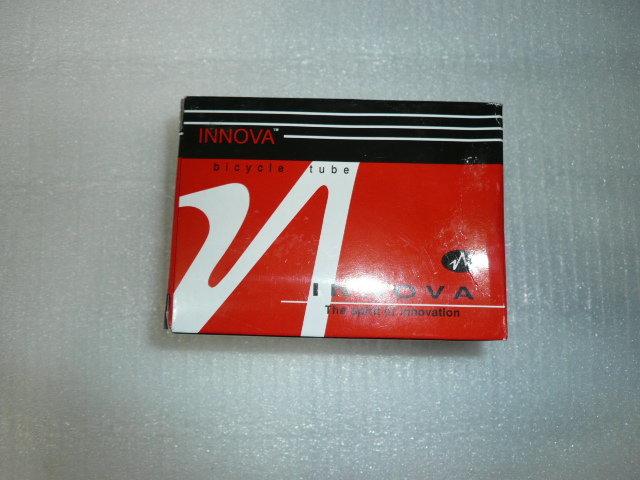 INNOVA™
bicycle tube
INNOVA
The spirit of innovation